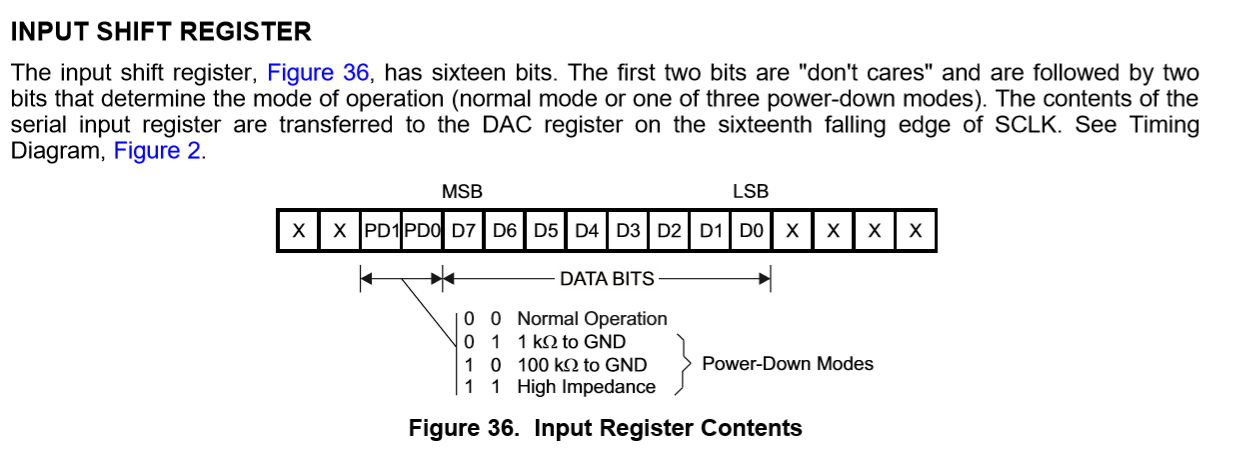 INPUT SHIFT REGISTER
The input shift register, Figure 36, has sixteen bits. The first two bits are "don't cares" and are followed by two
bits that determine the mode of operation (normal mode or one of three power-down modes). The contents of the
serial input register are transferred to the DAC register on the sixteenth falling edge of SCLK. See Timing
Diagram, Figure 2.
MSB LSB
X X PD1 PD0 D7 D6 D5 D4 D3 D2 D1 D0 X X X X
DATA BITS
0 0 Normal Operation
0 1 1 kΩ to GND
1 0 100 kΩ to GND
1 1 High Impedance
Power-Down Modes
Figure 36. Input Register Contents